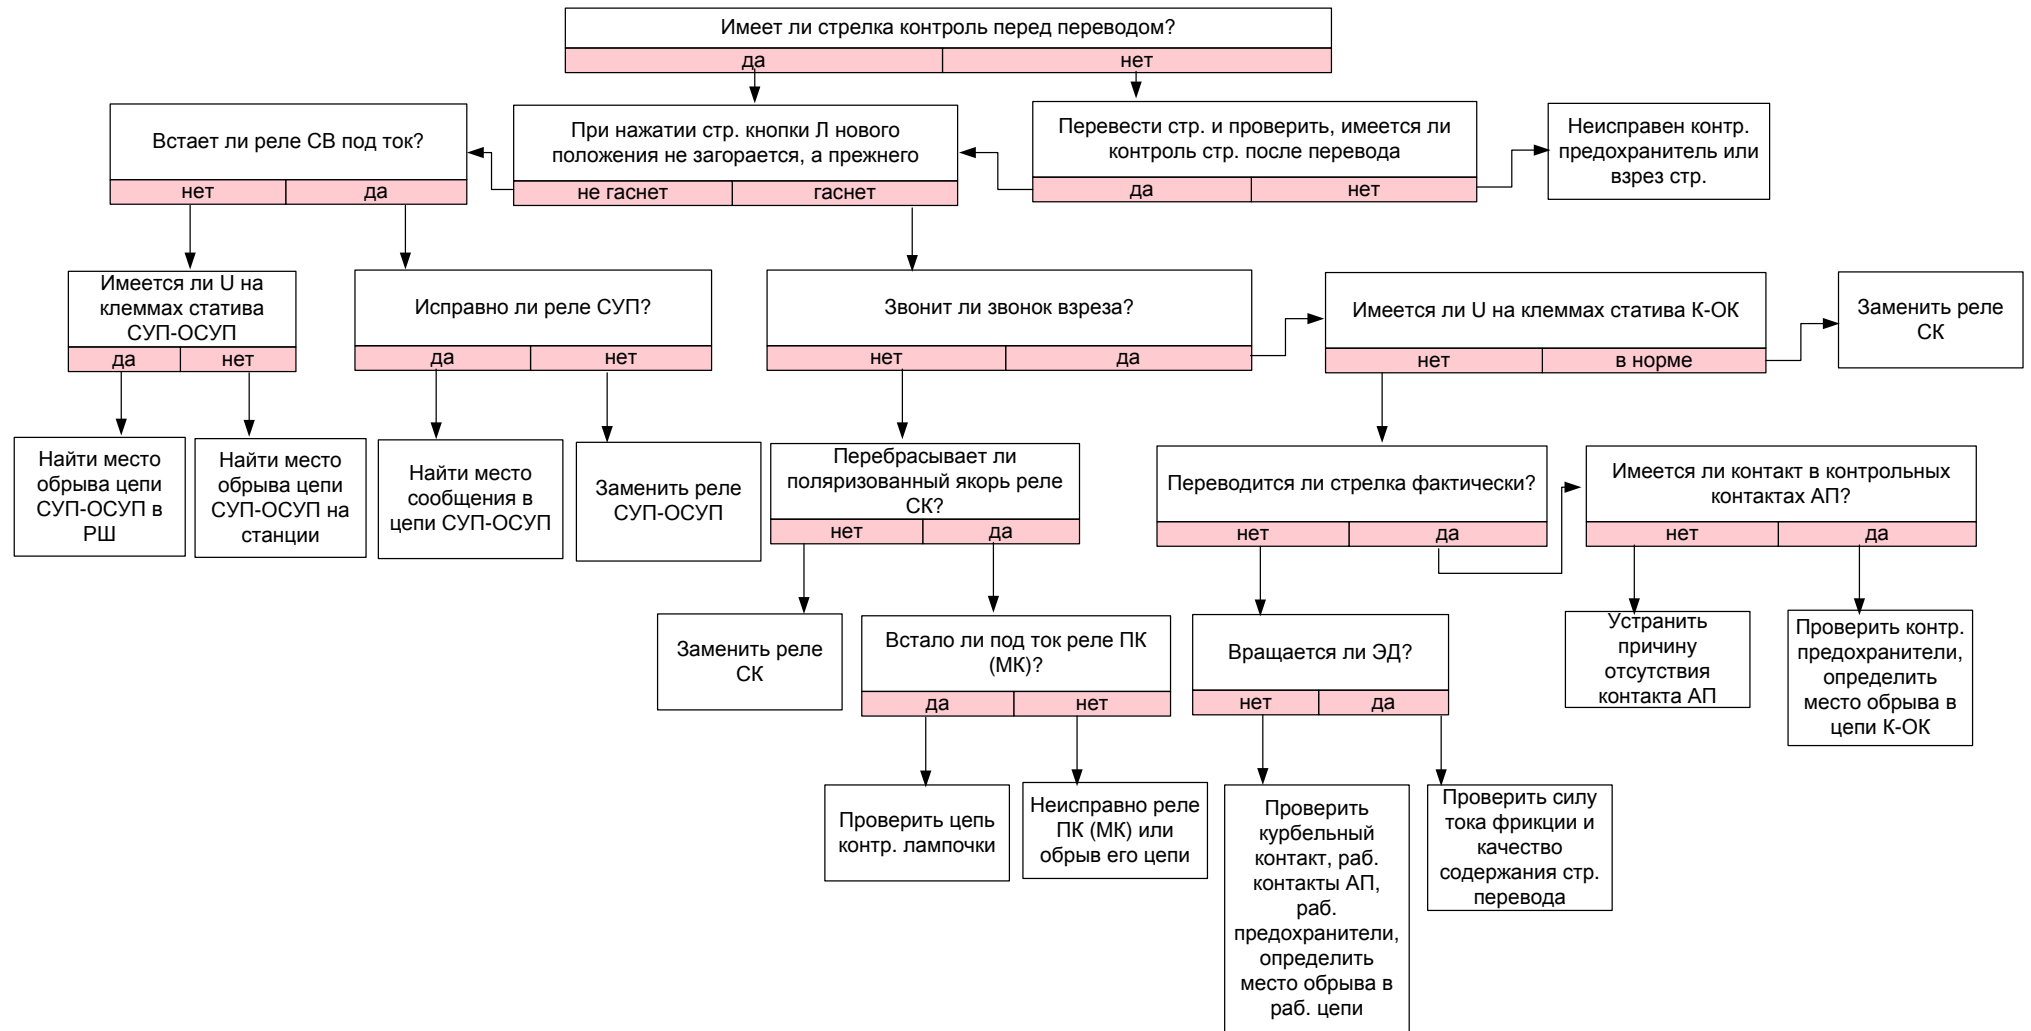 Имеет ли стрелка контроль перед переводом?
да
нет
Встает ли реле СВ под ток?
нет
да
При нажатии стр. кнопки Л нового
положения не загорается, а прежнего
не гаснет
гаснет
Перевести стр. и проверить, имеется ли
контроль стр. после перевода
да
нет
Неисправен контр.
предохранитель или
взрез стр.
Имеется ли U на
клеммах статива
СУП-ОСУП
да
нет
Исправно ли реле СУП?
да
нет
Звонит ли звонок взреза?
нет
да
Имеется ли U на клеммах статива К-ОК
нет
в норме
Заменить реле
СК
Найти место
обрыва цепи
СУП-ОСУП в
РШ
Найти место
обрыва цепи
СУП-ОСУП на
станции
Найти место
сообщения в
цепи СУП-ОСУП
Заменить реле
СУП-ОСУП
Перебрасывает ли
поляризованный якорь реле
СК?
нет
да
Переводится ли стрелка фактически?
нет
да
Имеется ли контакт в контрольных
контактах АП?
нет
да
Заменить реле
СК
Встало ли под ток реле ПК
(МК)?
да
нет
Вращается ли ЭД?
нет
да
Устранить
причину
отсутствия
контакта АП
Проверить контр.
предохранители,
определить
место обрыва в
цепи К-ОК
Проверить цепь
контр. лампочки
Неисправно реле
ПК (МК) или
обрыв его цепи
Проверить
курбельный
контакт, раб.
контакты АП,
раб.
предохранители,
определить
место обрыва в
раб. цепи
Проверить силу
тока фрикции и
качество
содержания стр.
перевода